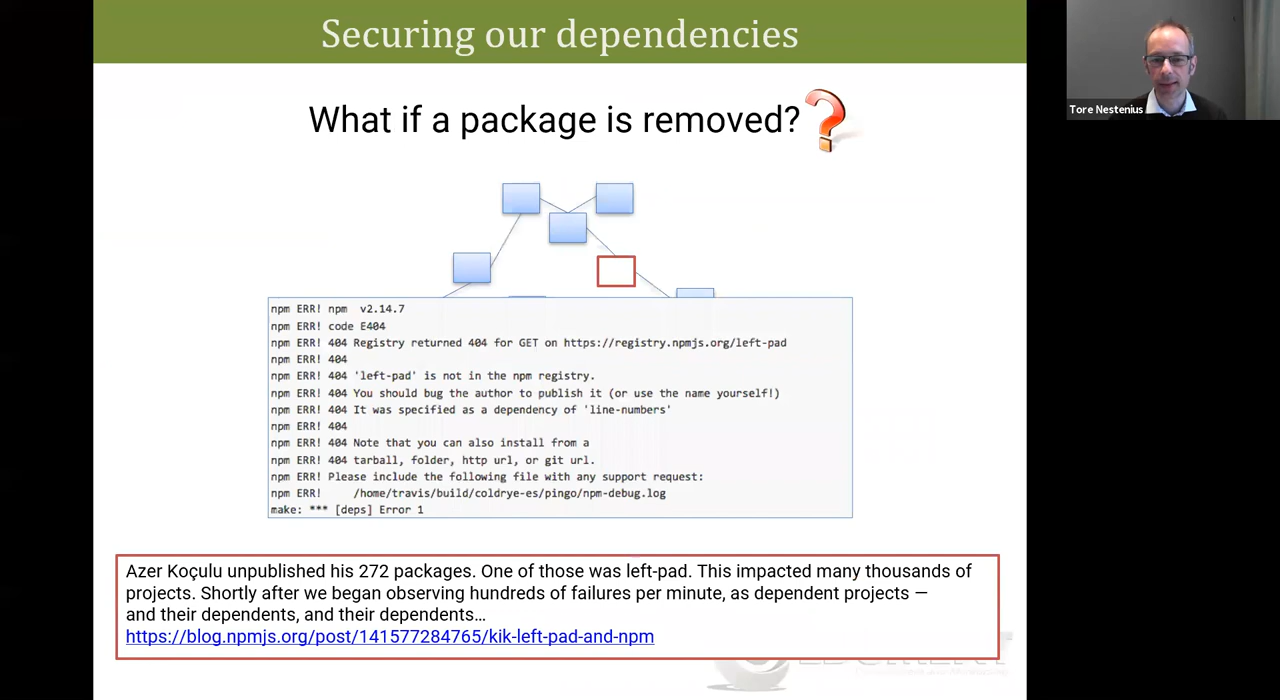 Securing our dependencies
What if a package is removed?
Tore Nestenius
npm ERR! npm  v2.14.7
npm ERR! code E404
npm ERR! 404 Registry returned 404 for GET on https://registry.npmjs.org/left-pad
npm ERR! 404
npm ERR! 404 'left-pad' is not in the npm registry.
npm ERR! 404 You should bug the author to publish it (or use the name yourself!)
npm ERR! 404 It was specified as a dependency of 'line-numbers'
npm ERR! 404
npm ERR! 404 Note that you can also install from a
npm ERR! 404 tarball, folder, http url, or git url.
npm ERR! Please include the following file with any support request:
npm ERR!     /home/travis/build/coldrye-es/pingo/npm-debug.log
make: *** [deps] Error 1
Azer Koçulu unpublished his 272 packages. One of those was left-pad. This impacted many thousands of
projects. Shortly after we began observing hundreds of failures per minute, as dependent projects —
and their dependents, and their dependents…
https://blog.npmjs.org/post/141577284765/kik-left-pad-and-npm